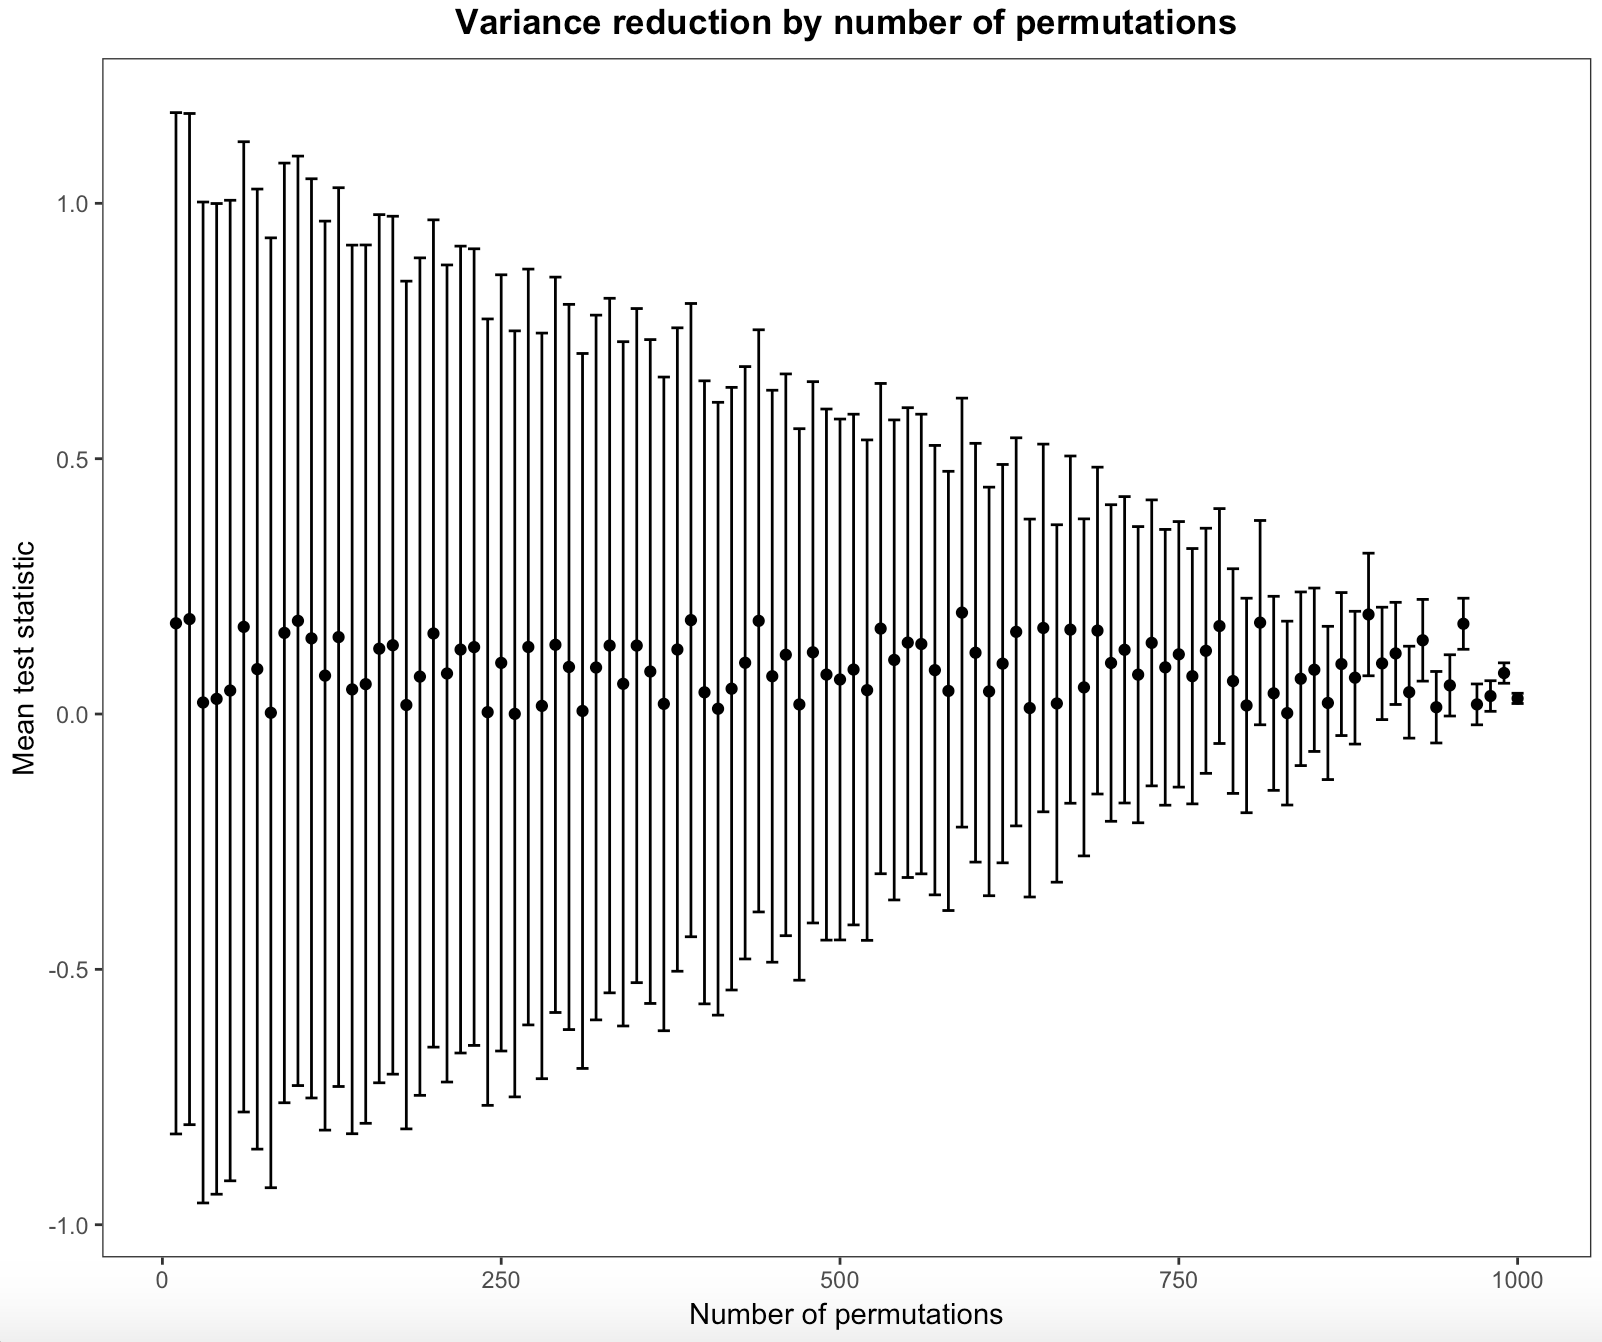 Variance reduction by number of permutations
Mean test statistic
1.0
0.5
0.0
-0.5
-1.0
0 250 500 750 1000
Number of permutations